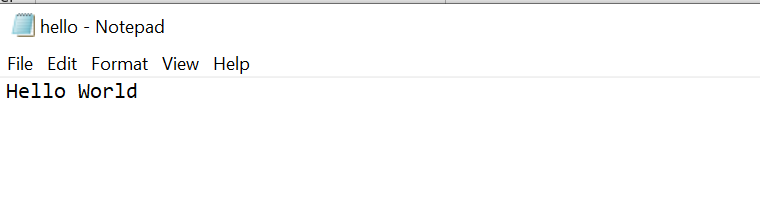 hello - Notepad
File Edit Format View Help
Hello World